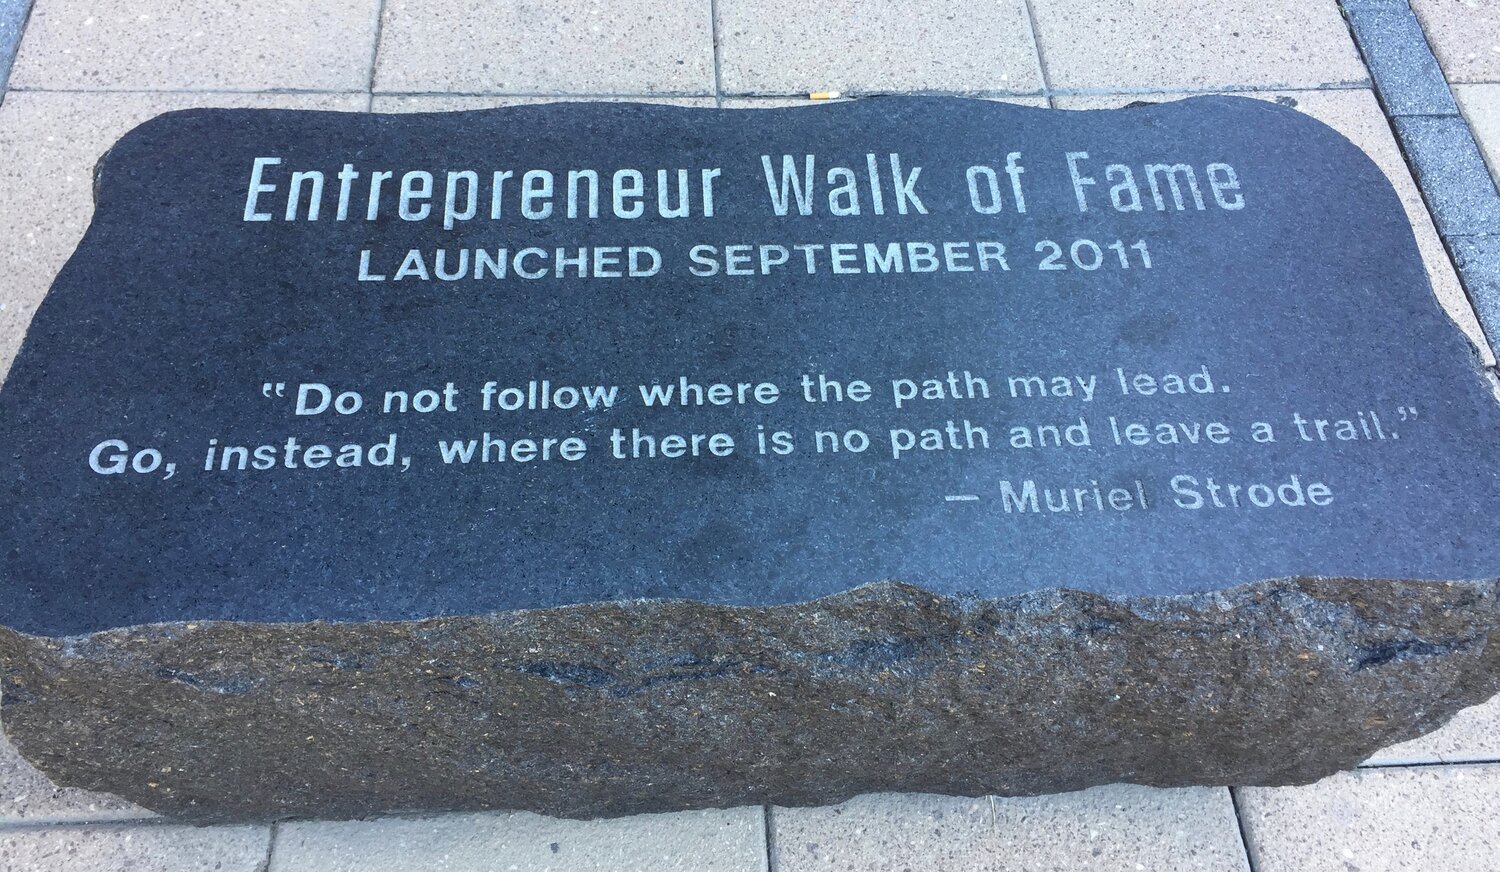 Entrepreneur Walk of Fame
LAUNCHED SEPTEMBER 2011
“Do not follow where the path may lead.
Go, instead, where there is no path and leave a trail.”
— Muriel Strode